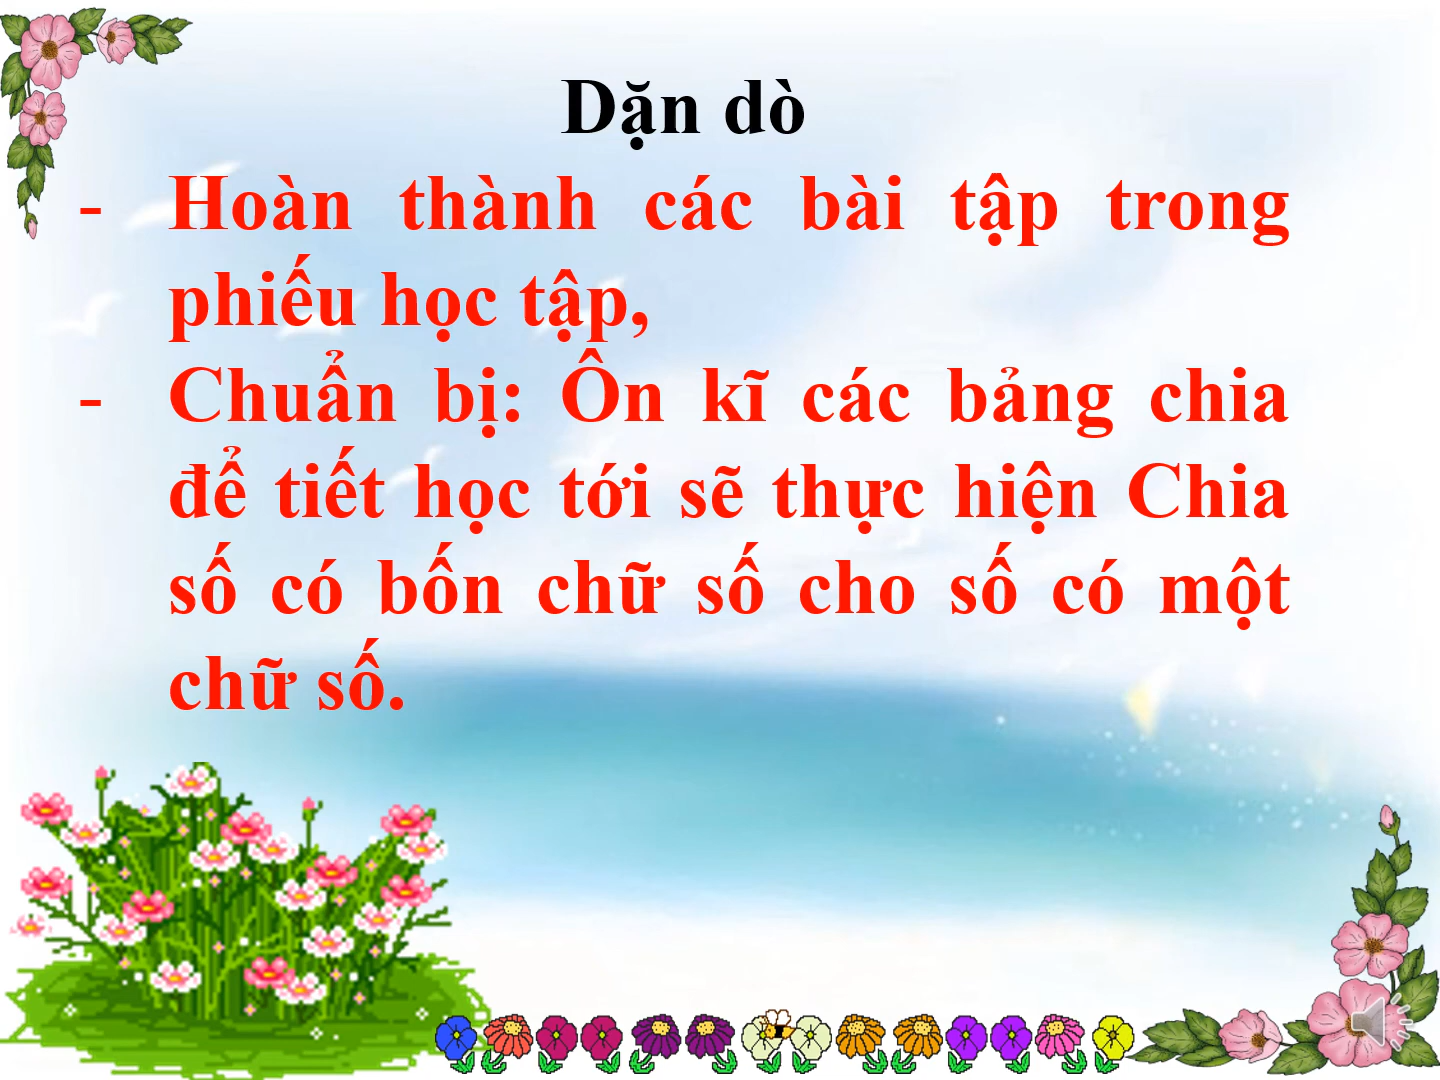 Dặn dò
- Hoàn thành các bài tập trong
phiếu học tập,
- Chuẩn bị: Ôn kĩ các bảng chia
để tiết học tới sẽ thực hiện Chia
số có bốn chữ số cho số có một
chữ số.